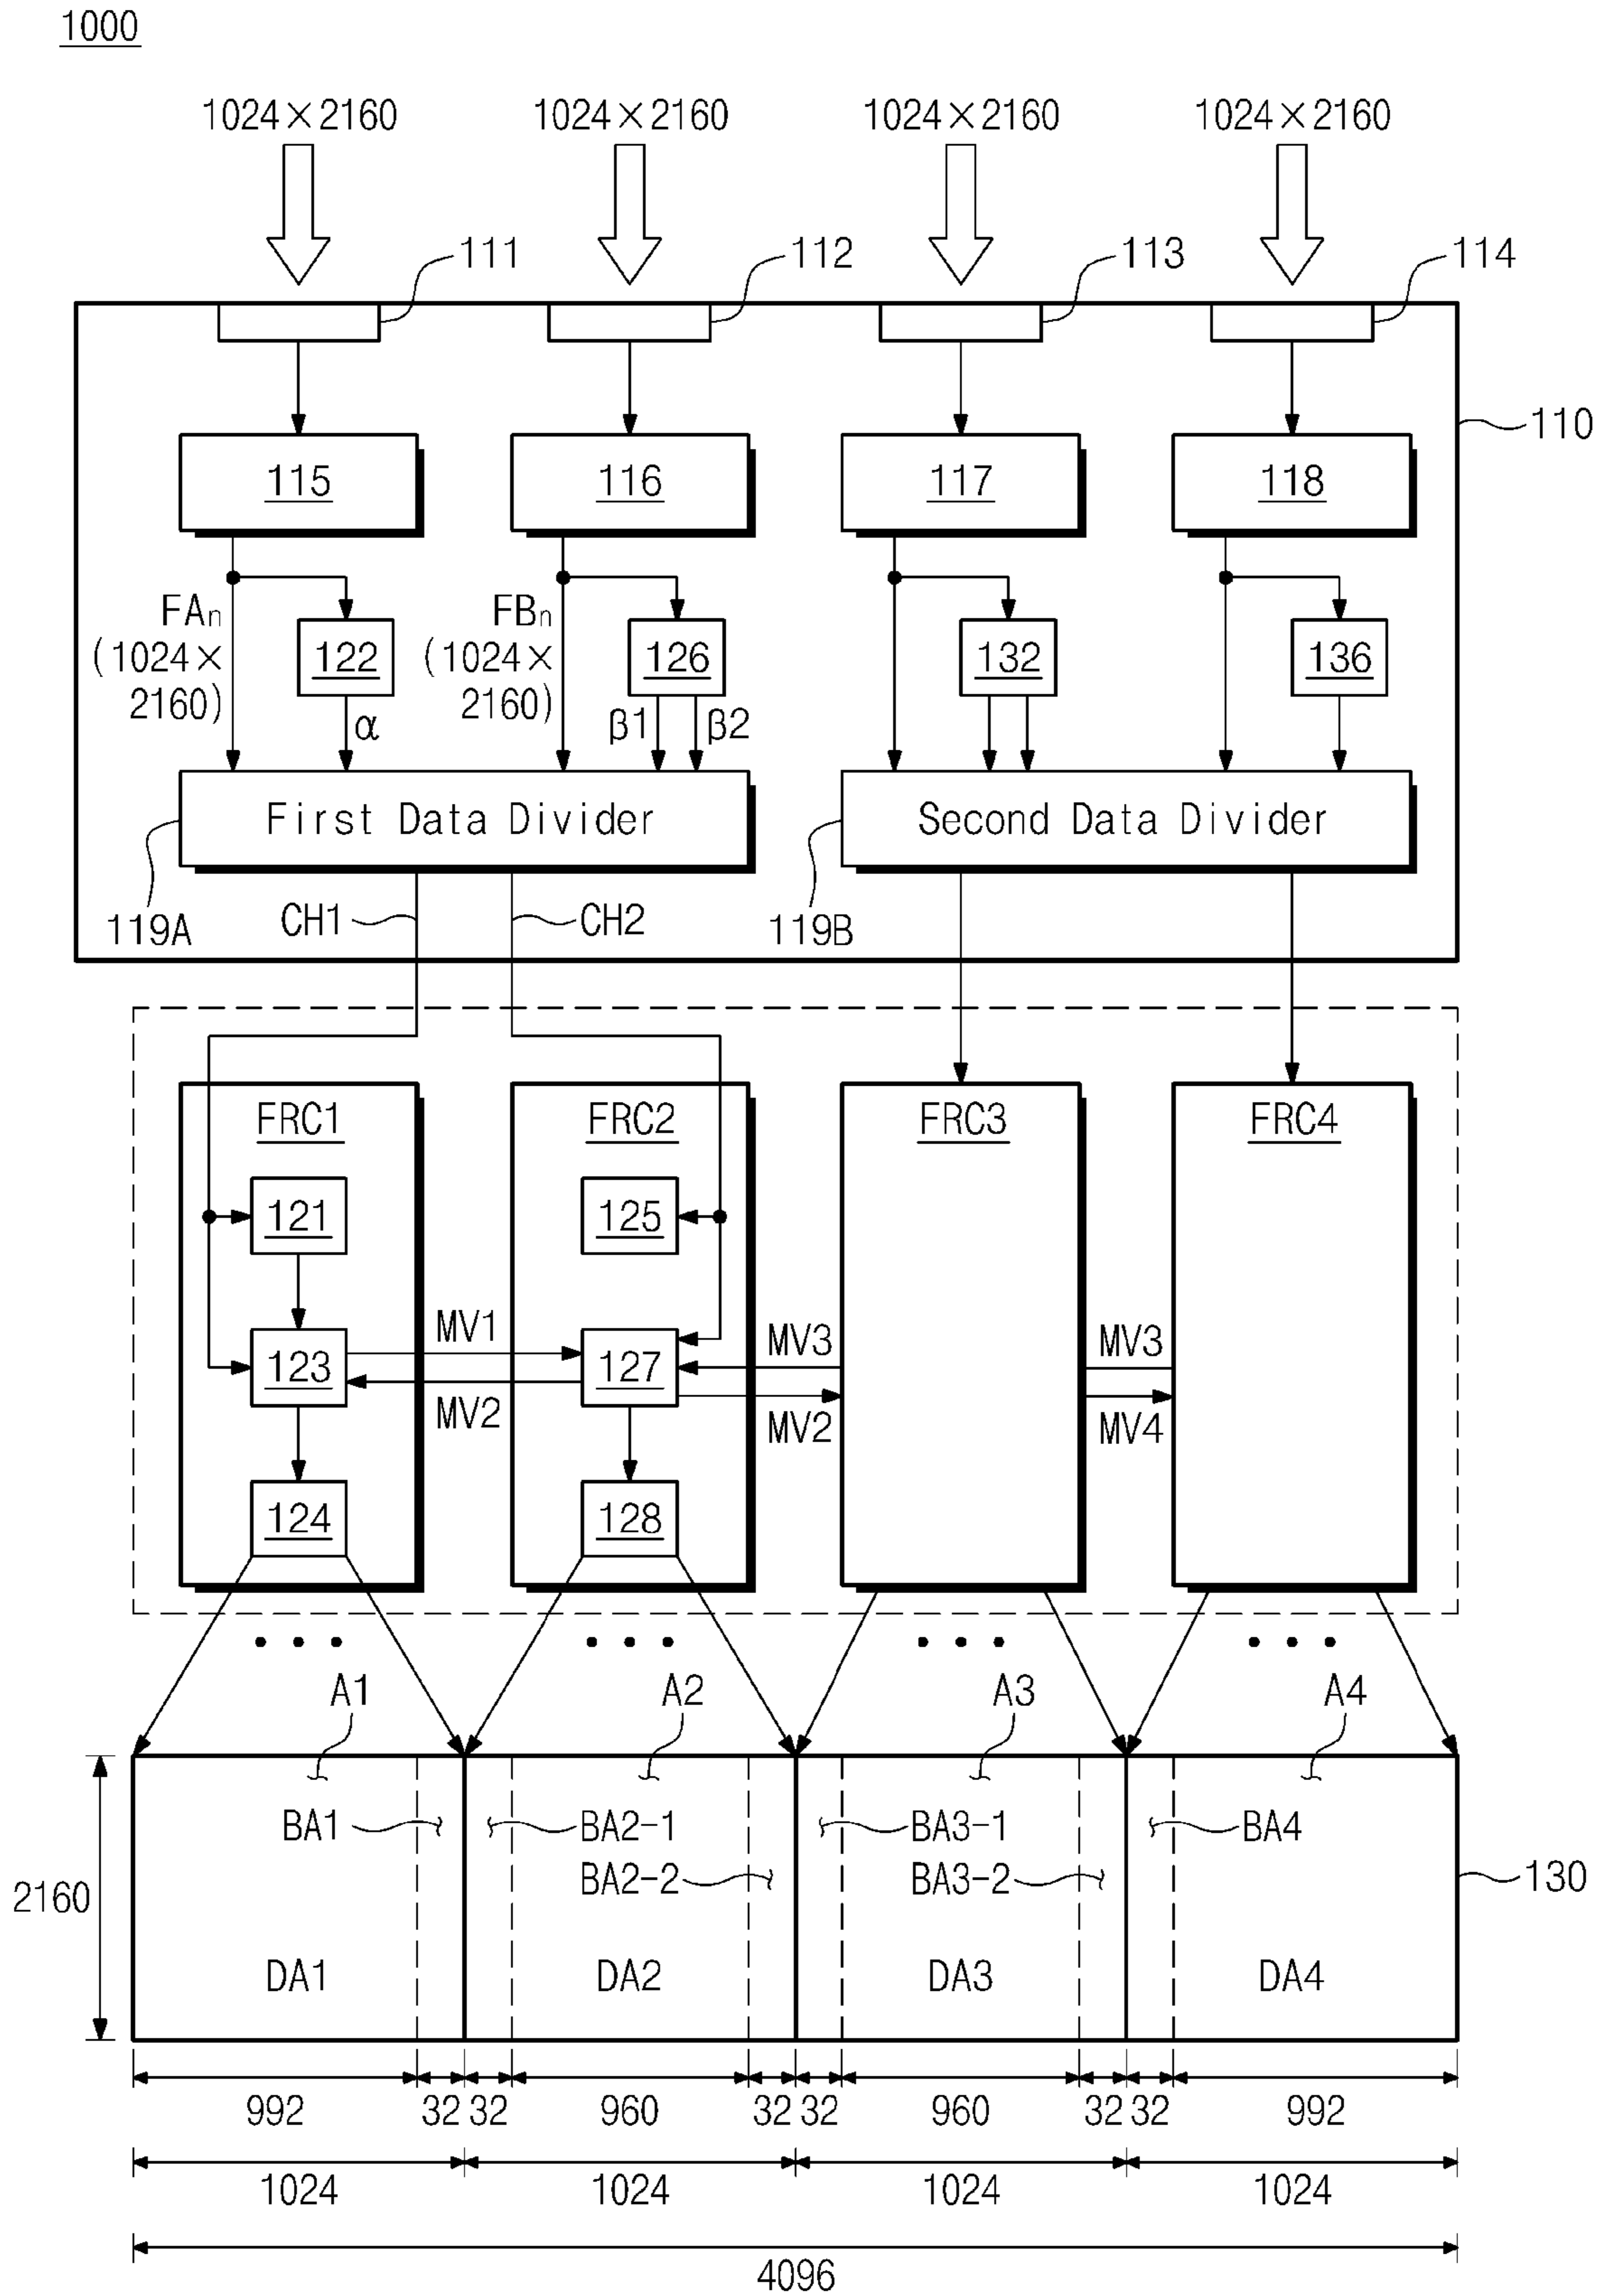 1000
1024×2160 1024×2160 1024×2160 1024×2160
111 112 113 114
110
115 116 117 118
FAn FBn
(1024× 122 (1024× 126 132 136
2160) α 2160) β1 β2
First Data Divider Second Data Divider
119A CH1 CH2 119B
FRC1 FRC2 FRC3 FRC4
121 125
MV1 MV3 MV3
123 127
MV2 MV2 MV4
124 128
A1 A2 A3 A4
BA1 BA2-1 BA3-1 BA4
BA2-2 BA3-2 130
2160
DA1 DA2 DA3 DA4
992 32 32 960 32 32 960 32 32 992
1024 1024 1024 1024
4096